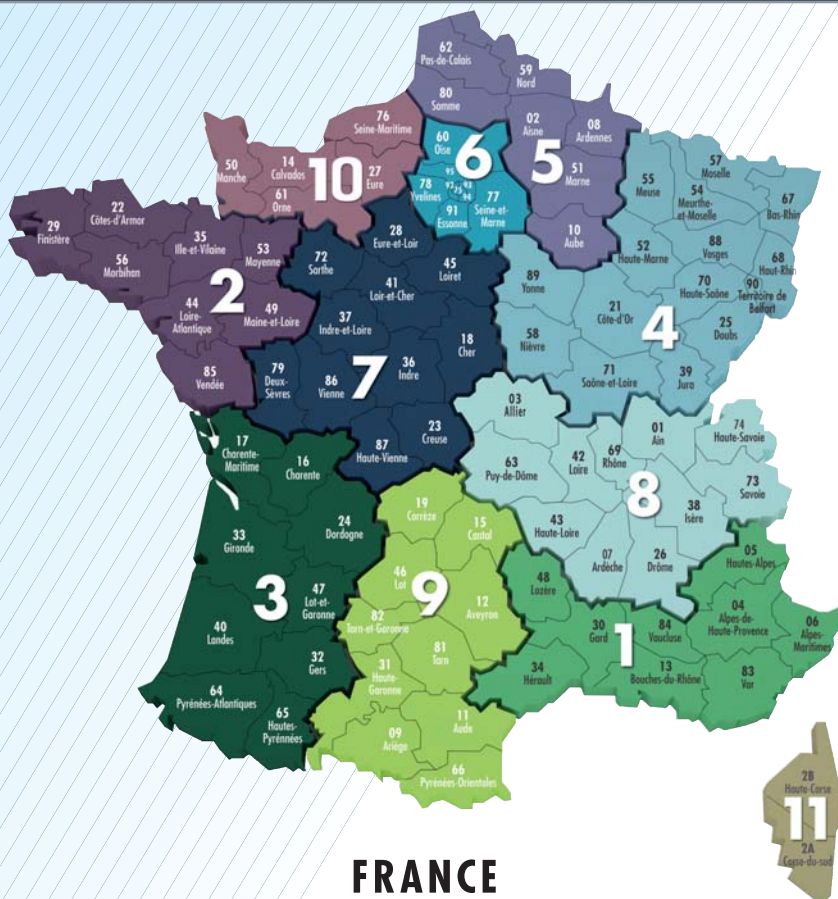 62
Pas-de-Calais
59
Nord
80
Somme
76
Seine-Maritime
02
Aisne
08
Ardennes
60
Oise
6
5
51
Marne
50
Manche
14
Calvados
10
27
Eure
61
Orne
95
92
75
93
94
78
Yvelines
77
Seine-et-
Marne
91
Essonne
10
Aube
55
Meuse
57
Moselle
54
Meurthe-
et-Moselle
67
Bas-Rhin
52
Haute-Marne
88
Vosges
68
Haut-Rhin
22
Côtes-d'Armor
29
Finistère
35
Ille-et-Vilaine
53
Mayenne
56
Morbihan
2
44
Loire-
Atlantique
49
Maine-et-Loire
85
Vendée
28
Eure-et-Loir
72
Sarthe
45
Loiret
41
Loir-et-Cher
37
Indre-et-Loire
18
Cher
79
Deux-
Sèvres
86
Vienne
7
36
Indre
23
Creuse
87
Haute-Vienne
89
Yonne
70
Haute-Saône
90
Territoire de
Belfort
21
Côte-d'Or
4
25
Doubs
58
Nièvre
71
Saône-et-Loire
39
Jura
03
Allier
01
Ain
74
Haute-Savoie
63
Puy-de-Dôme
42
Loire
69
Rhône
8
73
Savoie
38
Isère
43
Haute-Loire
07
Ardèche
26
Drôme
17
Charente-
Maritime
16
Charente
33
Gironde
24
Dordogne
3
47
Lot-et-
Garonne
40
Landes
32
Gers
64
Pyrénées-Atlantiques
65
Hautes-
Pyrénnées
19
Corrèze
15
Cantal
46
Lot
9
12
Aveyron
82
Tarn-et-Garonne
81
Tarn
31
Haute-
Garonne
11
Aude
09
Ariège
66
Pyrénées-Orientales
48
Lozère
05
Hautes-Alpes
30
Gard
1
84
Vaucluse
04
Alpes-de-
Haute-Provence
06
Alpes-
Maritimes
34
Hérault
13
Bouches-du-Rhône
83
Var
2B
Haute-Corse
11
2A
Corse-du-sud
FRANCE